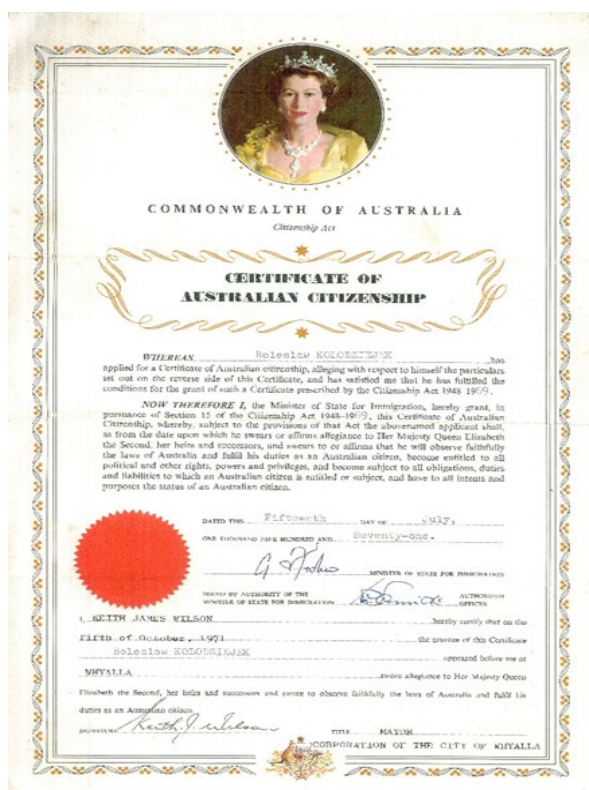 COMMONWEALTH OF AUSTRALIA
Citizenship Act
CERTIFICATE OF
AUSTRALIAN CITIZENSHIP
WHEREAS Boleslaw KOLODZIEJEK has
applied for a Certificate of Australian citizenship, alleging with respect to himself the particulars
set out on the reverse side of this Certificate, and has satisfied me that he has fulfilled the
conditions for the grant of such a Certificate prescribed by the Citizenship Act 1948 1969.
NOW THEREFORE I, the Minister of State for Immigration, hereby grant, in
pursuance of Section 15 of the Citizenship Act 1948-1969, this Certificate of Australian
Citizenship, whereby, subject to the provisions of that Act the abovenamed applicant shall,
as from the date upon which he swears or affirms allegiance to Her Majesty Queen Elizabeth
the Second, her heirs and successors, and swears to or affirms that he will observe faithfully
the laws of Australia and fulfil his duties as an Australian citizen, become entitled to all
political and other rights, powers and privileges, and become subject to all obligations, duties
and liabilities to which an Australian citizen is entitled or subject, and have to all intents and
purposes the status of an Australian citizen.
DATED THIS Fifteenth DAY OF July,
ONE THOUSAND NINE HUNDRED AND Seventy-one.
MINISTER OF STATE FOR IMMIGRATION
ISSUED BY AUTHORITY OF THE
MINISTER OF STATE FOR IMMIGRATION AUTHORISED
OFFICER
I, KEITH JAMES WILSON hereby certify that on the
Fifth of October, 1971 the grantee of this Certificate
Boleslaw KOLODZIEJEK appeared before me at
WHYALLA swore allegiance to Her Majesty Queen
Elizabeth the Second, her heirs and successors and swore to observe faithfully the laws of Australia and fulfil his
duties as an Australian citizen.
SIGNATURE Keith J Wilson TITLE MAYOR
CORPORATION OF THE CITY OF WHYALLA